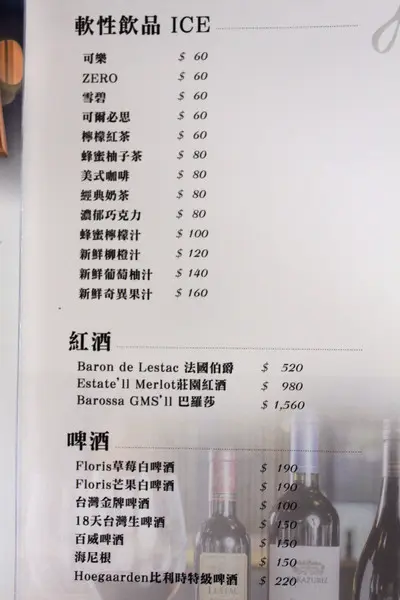 軟性飲品 ICE
可樂 $ 60
ZERO $ 60
雪碧 $ 60
可爾必思 $ 60
檸檬紅茶 $ 60
蜂蜜柚子茶 $ 80
美式咖啡 $ 80
經典奶茶 $ 80
濃郁巧克力 $ 80
蜂蜜檸檬汁 $ 100
新鮮柳橙汁 $ 120
新鮮葡萄柚汁 $ 140
新鮮奇異果汁 $ 160
紅酒
Baron de Lestac 法國伯爵 $ 520
Estate'll Merlot莊園紅酒 $ 980
Barossa GMS'll 巴羅莎 $ 1,560
啤酒
Floris草莓白啤酒 $ 190
Floris芒果白啤酒 $ 190
台灣金牌啤酒 $ 100
18天台灣生啤酒 $ 150
百威啤酒 $ 150
海尼根 $ 150
Hoegaarden比利時特級啤酒 $ 220